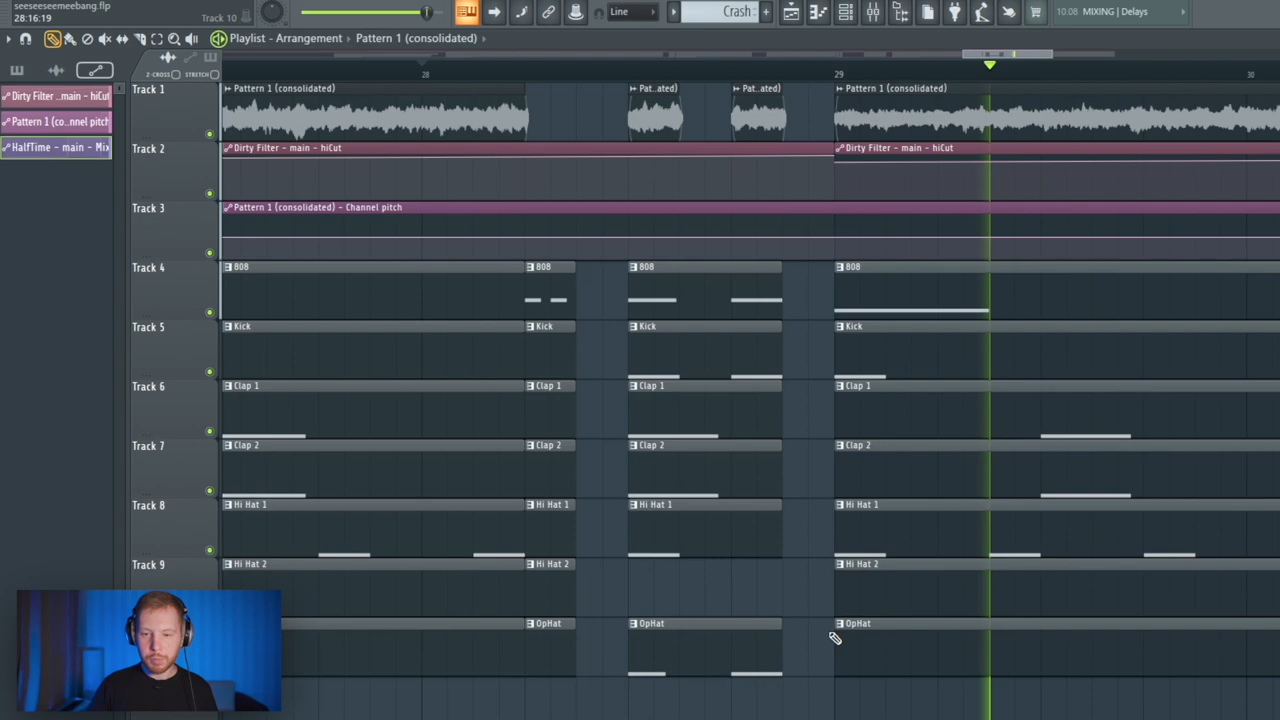 seeseeseemeebang.flp
28:16:19
Track 10
Line
Crash
10.08 MIXING | Delays
Playlist - Arrangement
Pattern 1 (consolidated)
Z-CROSS
STRETCH
28
29
30
Dirty Filter ..main - hiCut
Pattern 1 (co..nnel pitch
HalfTime - main - Mix
Track 1
Pattern 1 (consolidated)
Pat..ated)
Pat..ated)
Pattern 1 (consolidated)
Track 2
Dirty Filter - main - hiCut
Dirty Filter - main - hiCut
Track 3
Pattern 1 (consolidated) - Channel pitch
Track 4
808
808
808
808
Track 5
Kick
Kick
Kick
Kick
Track 6
Clap 1
Clap 1
Clap 1
Clap 1
Track 7
Clap 2
Clap 2
Clap 2
Clap 2
Track 8
Hi Hat 1
Hi Hat 1
Hi Hat 1
Hi Hat 1
Track 9
Hi Hat 2
Hi Hat 2
Hi Hat 2
OpHat
OpHat
OpHat